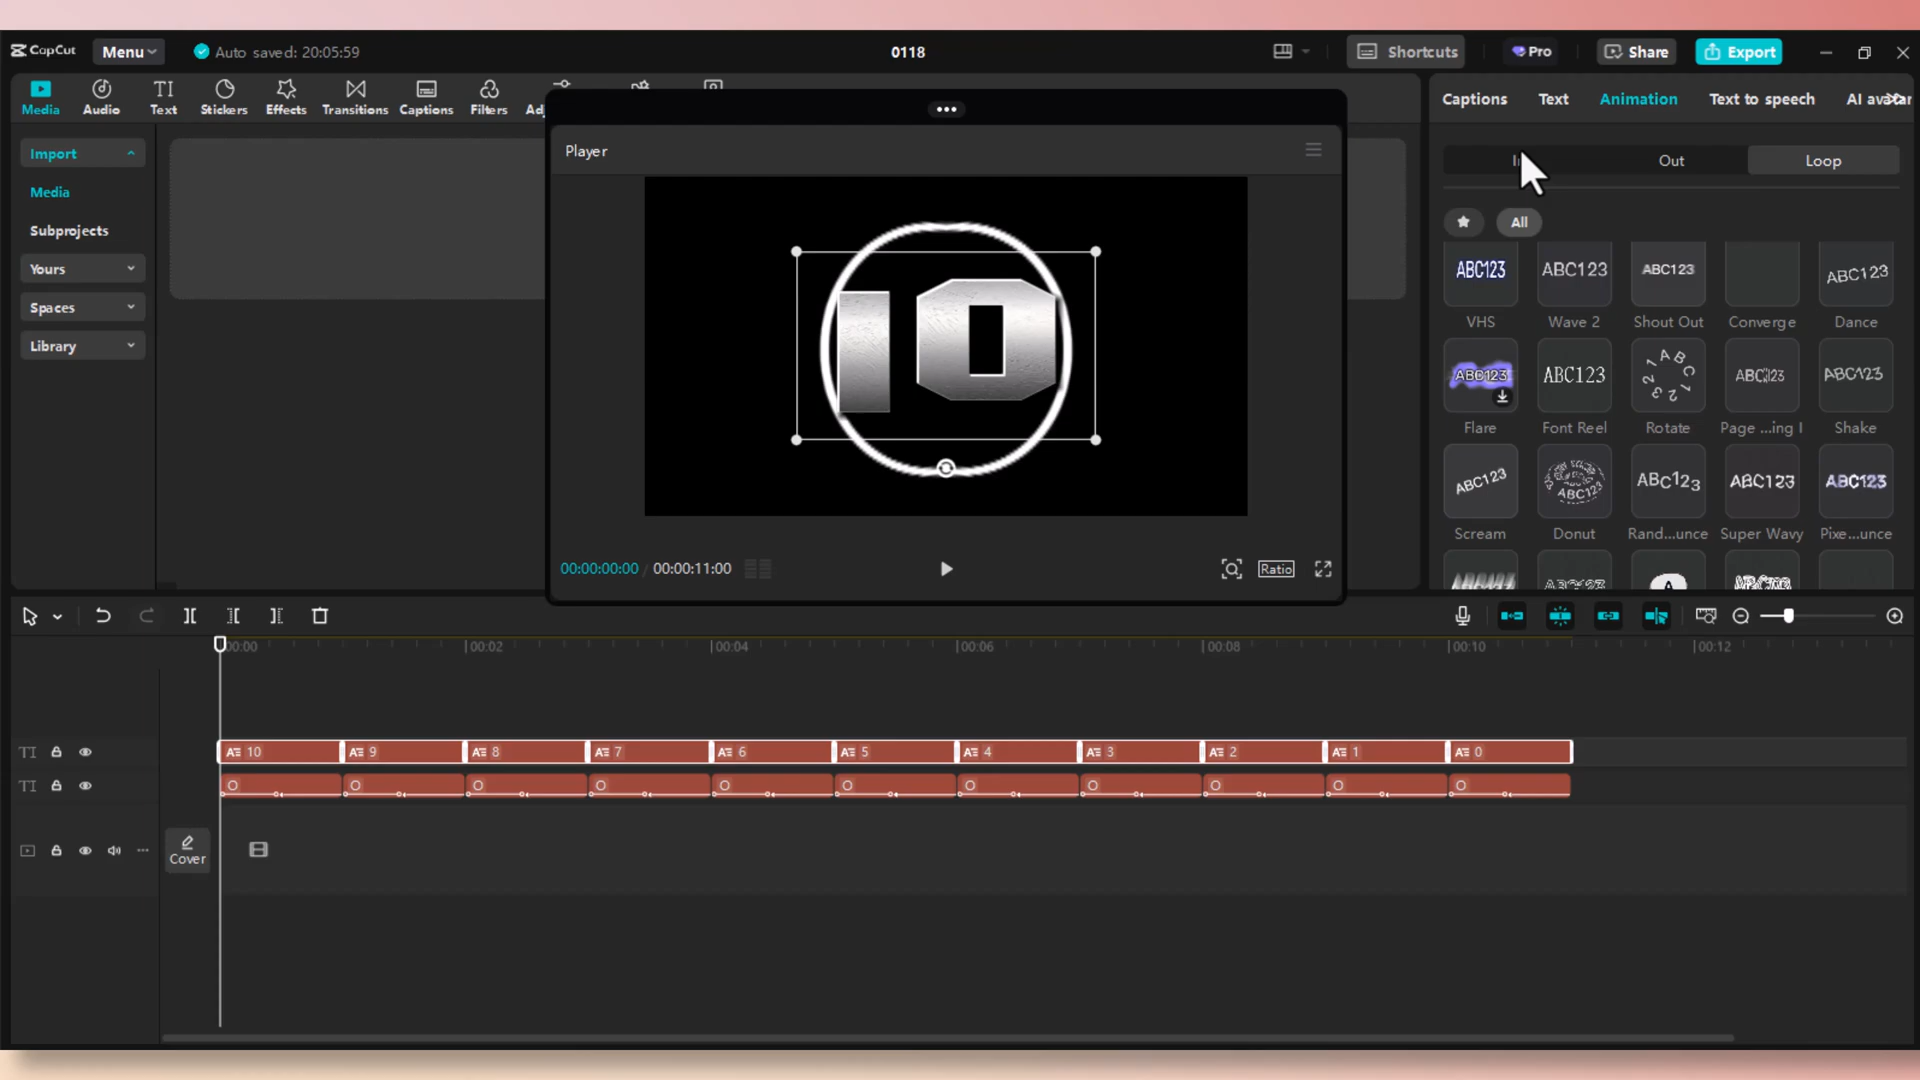 CapCut Menu Auto saved: 20:05:59 0118 Shortcuts Pro Share Export
Media Audio Text Stickers Effects Transitions Captions Filters
Captions Text Animation Text to speech
Import
Media
Subprojects
Yours
Spaces
Library
Player
10
00:00:00:00 / 00:00:11:00 Ratio
Out Loop
All
ABC123 ABC123 ABC123 ABC123
VHS Wave 2 Shout Out Converge Dance
ABC123 ABC123 ABC123 ABC123 ABC123
Flare Font Reel Rotate Page ...ing I Shake
ABC123 ABC123 ABC123 ABC123 ABC123
Scream Donut Rand...unce Super Wavy Pixe...unce
00:00 00:02 00:04 00:06 00:08 00:10 00:12
TI A 10 A 9 A 8 A 7 A 6 A 5 A 4 A 3 A 2 A 1 A 0
TI O O O O O O O O O O O
Cover